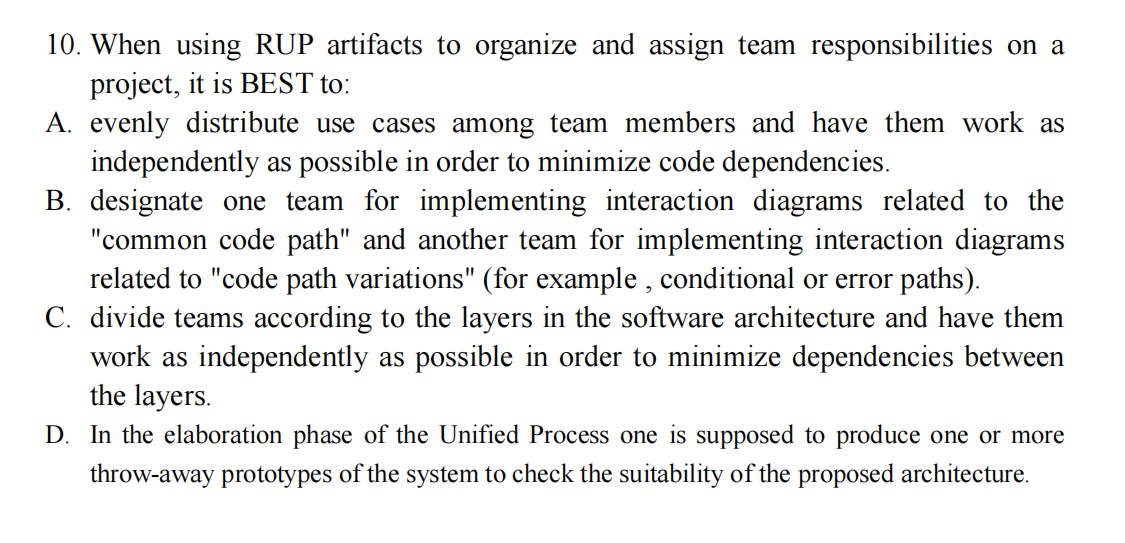 10. When using RUP artifacts to organize and assign team responsibilities on a
project, it is BEST to:
A. evenly distribute use cases among team members and have them work as
independently as possible in order to minimize code dependencies.
B. designate one team for implementing interaction diagrams related to the
"common code path" and another team for implementing interaction diagrams
related to "code path variations" (for example , conditional or error paths).
C. divide teams according to the layers in the software architecture and have them
work as independently as possible in order to minimize dependencies between
the layers.
D. In the elaboration phase of the Unified Process one is supposed to produce one or more
throw-away prototypes of the system to check the suitability of the proposed architecture.